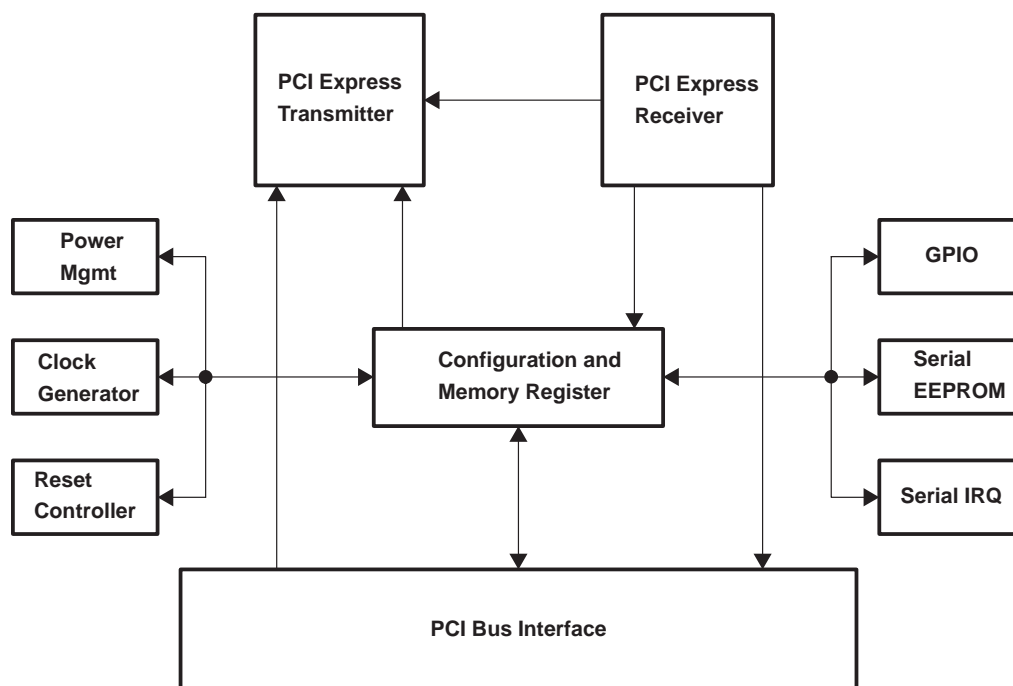 PCI Express
Transmitter
PCI Express
Receiver
Power
Mgmt
GPIO
Clock
Generator
Configuration and
Memory Register
Serial
EEPROM
Reset
Controller
Serial IRQ
PCI Bus Interface